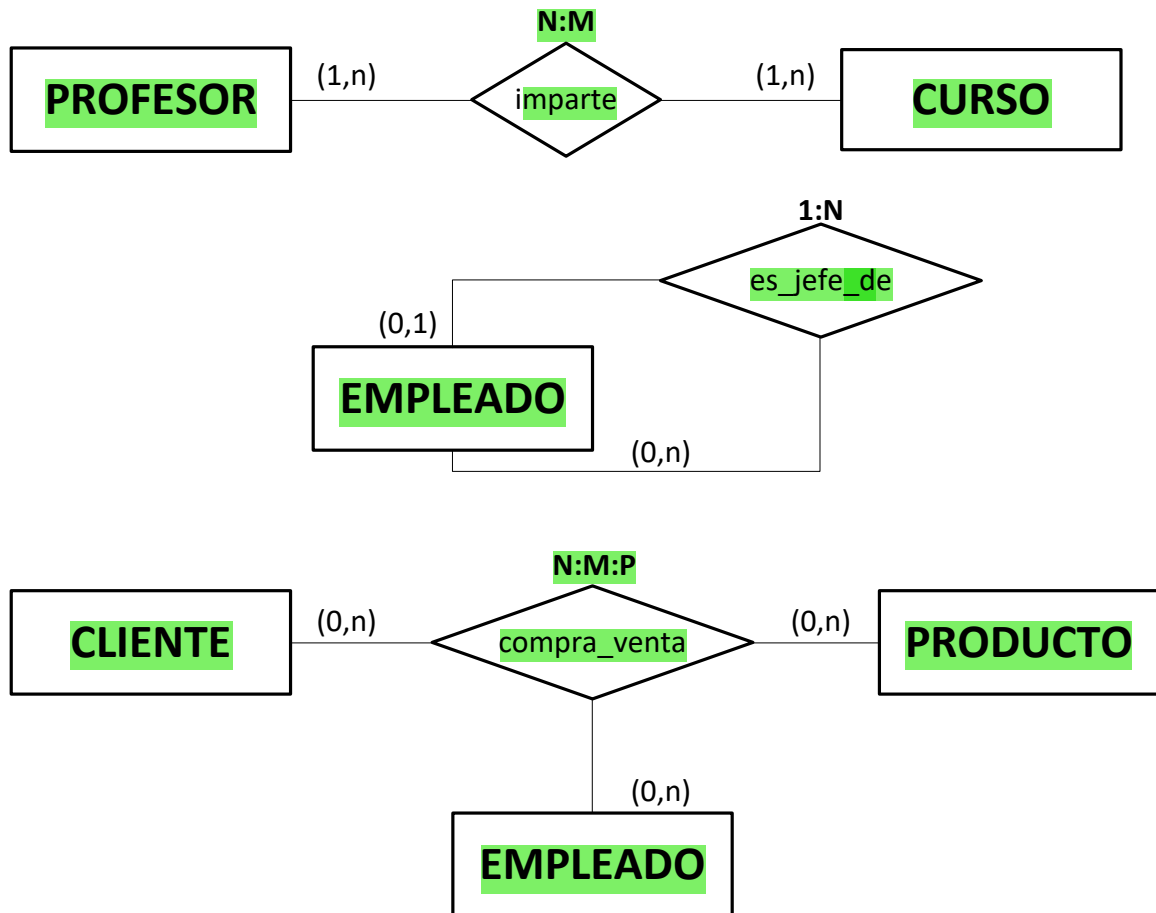 N:M
PROFESOR (1,n) imparte (1,n) CURSO
1:N
es_jefe_de
(0,1)
EMPLEADO
(0,n)
N:M:P
CLIENTE (0,n) compra_venta (0,n) PRODUCTO
(0,n)
EMPLEADO